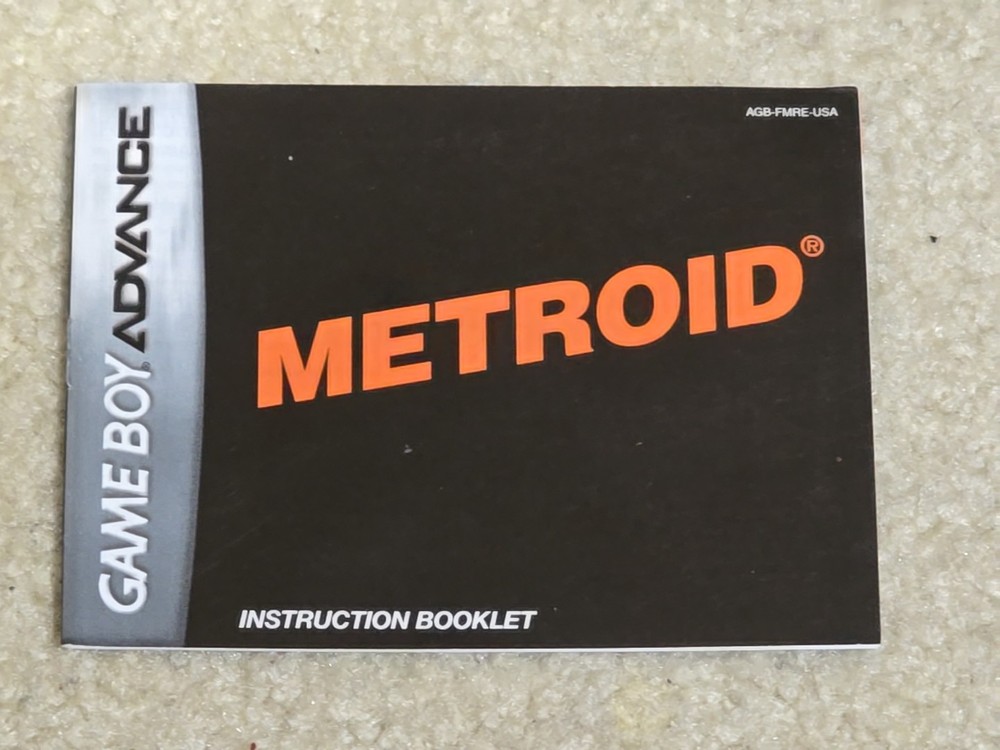 GAME BOY ADVANCE
AGB-FMRE-USA
METROID®
INSTRUCTION BOOKLET